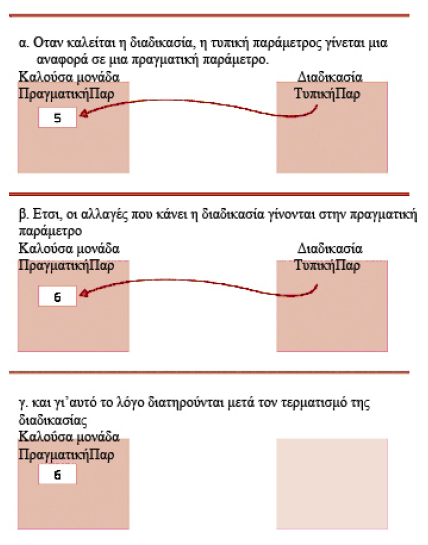 α. Οταν καλείται η διαδικασία, η τυπική παράμετρος γίνεται μια
αναφορά σε μια πραγματική παράμετρο.
Καλούσα μονάδα Διαδικασία
ΠραγματικήΠαρ ΤυπικήΠαρ
5
β. Ετσι, οι αλλαγές που κάνει η διαδικασία γίνονται στην πραγματική
παράμετρο
Καλούσα μονάδα Διαδικασία
ΠραγματικήΠαρ ΤυπικήΠαρ
6
γ. και γι’αυτό το λόγο διατηρούνται μετά τον τερματισμό της
διαδικασίας
Καλούσα μονάδα
ΠραγματικήΠαρ
6